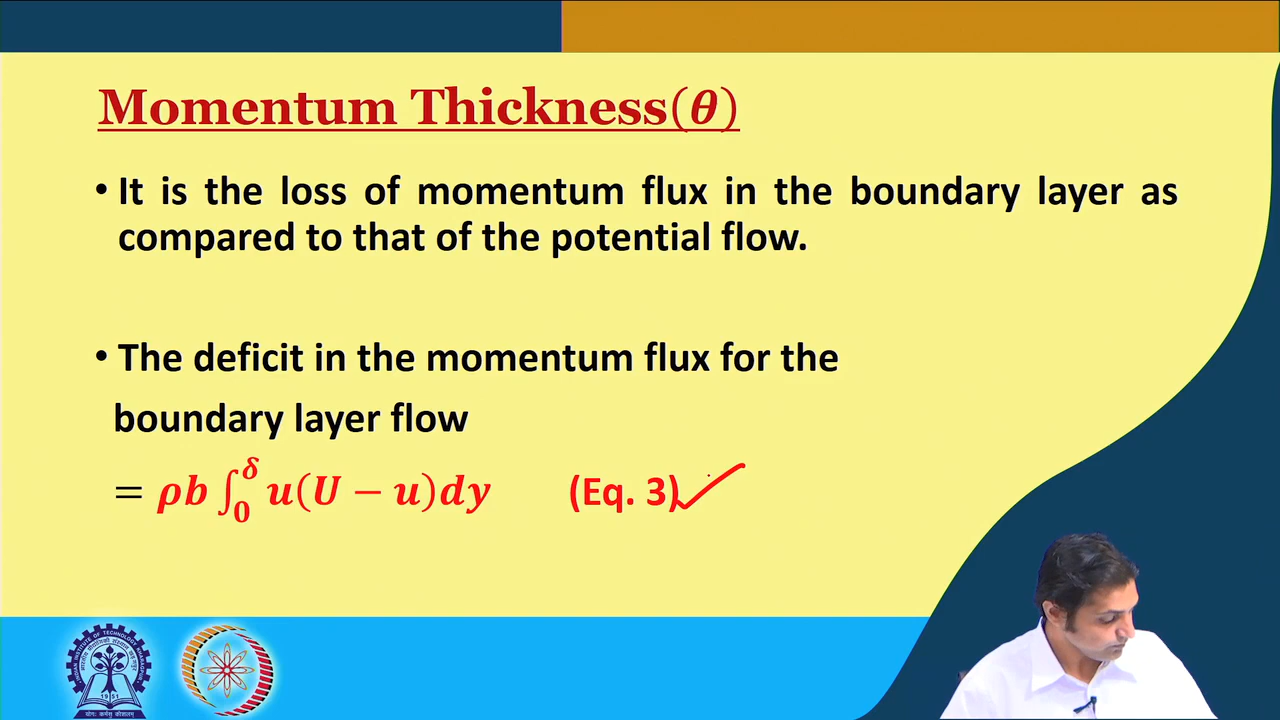 Momentum Thickness(θ)
• It is the loss of momentum flux in the boundary layer as
compared to that of the potential flow.
• The deficit in the momentum flux for the
boundary layer flow
= ρb ∫₀^δ u(U − u)dy (Eq. 3)
1951